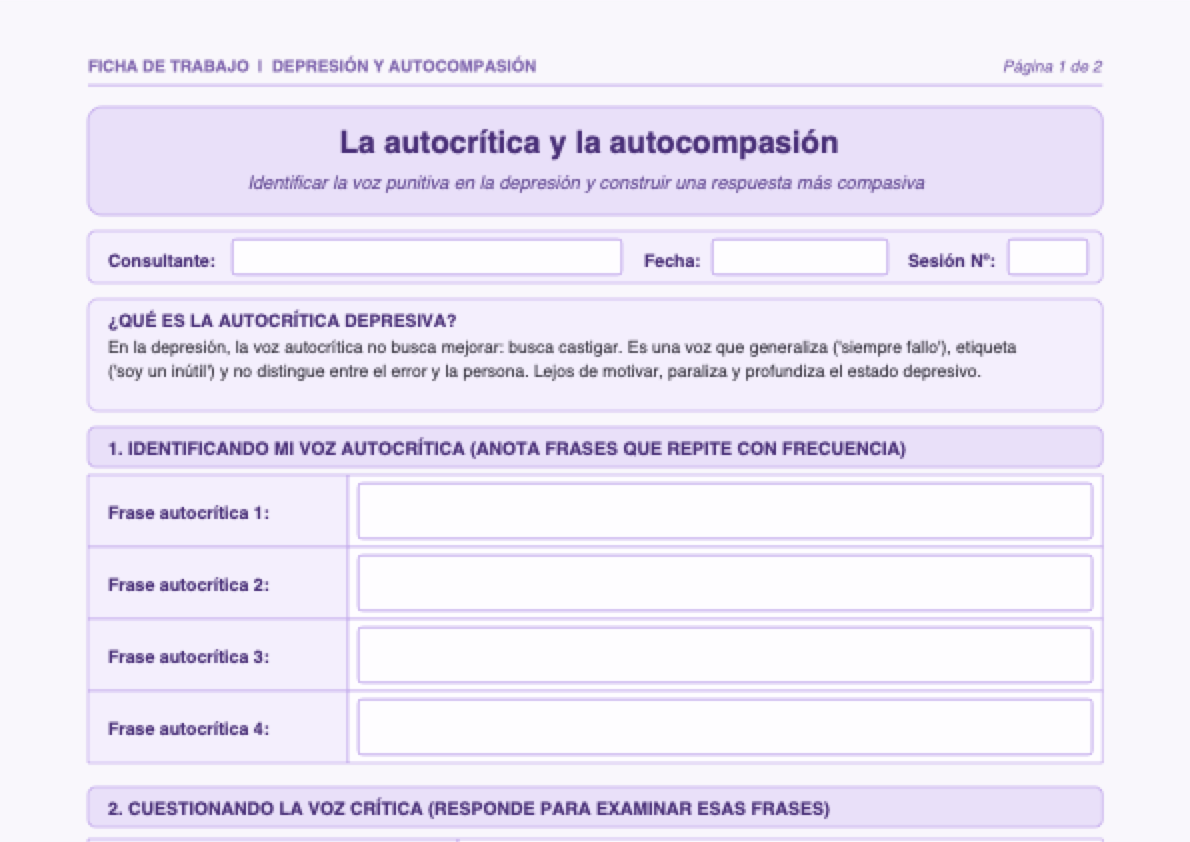 FICHA DE TRABAJO | DEPRESIÓN Y AUTOCOMPASIÓN
Página 1 de 2
La autocrítica y la autocompasión
Identificar la voz punitiva en la depresión y construir una respuesta más compasiva
Consultante: Fecha: Sesión N°:
¿QUÉ ES LA AUTOCRÍTICA DEPRESIVA?
En la depresión, la voz autocrítica no busca mejorar: busca castigar. Es una voz que generaliza ('siempre fallo'), etiqueta
('soy un inútil') y no distingue entre el error y la persona. Lejos de motivar, paraliza y profundiza el estado depresivo.
1. IDENTIFICANDO MI VOZ AUTOCRÍTICA (ANOTA FRASES QUE REPITE CON FRECUENCIA)
Frase autocrítica 1:
Frase autocrítica 2:
Frase autocrítica 3:
Frase autocrítica 4:
2. CUESTIONANDO LA VOZ CRÍTICA (RESPONDE PARA EXAMINAR ESAS FRASES)